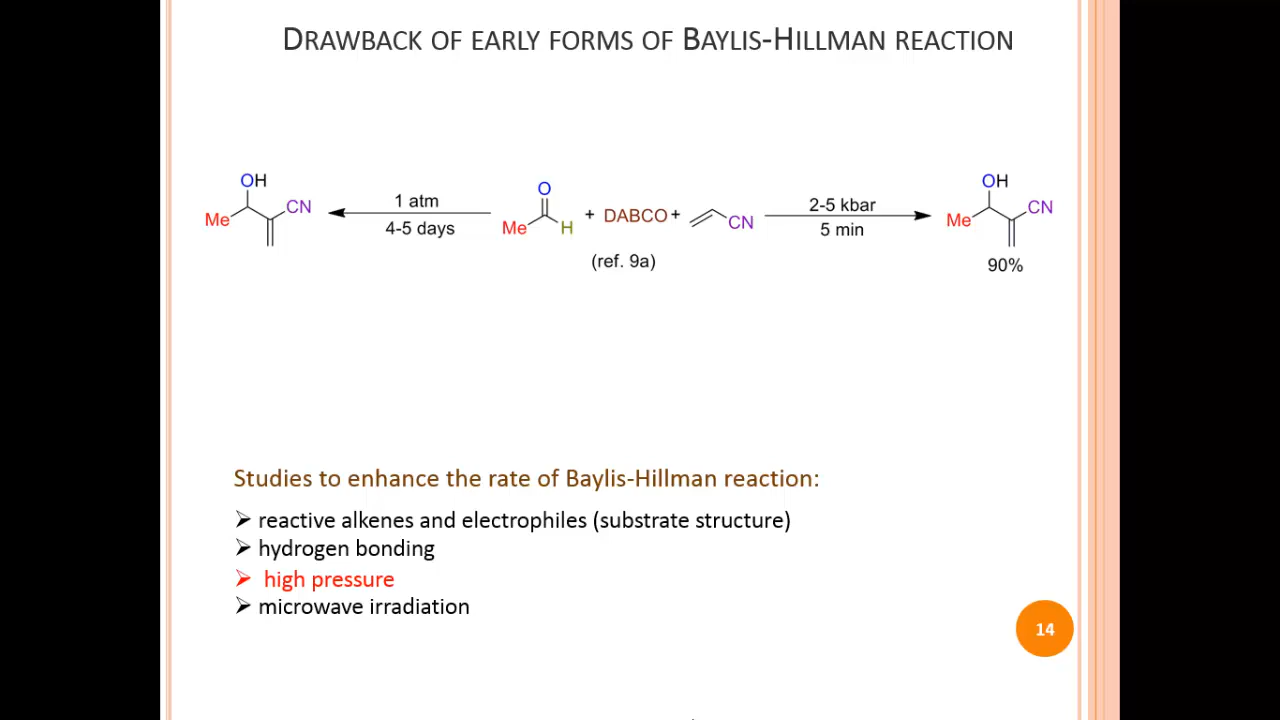 DRAWBACK OF EARLY FORMS OF BAYLIS-HILLMAN REACTION
OH
Me
CN
1 atm
4-5 days
O
Me
H
+ DABCO +
CN
(ref. 9a)
2-5 kbar
5 min
OH
Me
CN
90%
Studies to enhance the rate of Baylis-Hillman reaction:
➢ reactive alkenes and electrophiles (substrate structure)
➢ hydrogen bonding
➢ high pressure
➢ microwave irradiation
14